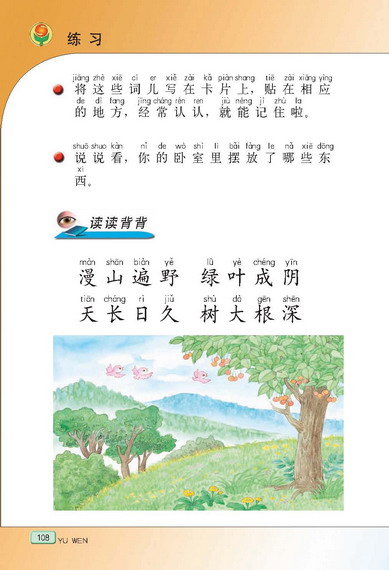 练 习
jiāng zhè xiē cí er xiě zài kǎ piàn shang tiē zài xiāng yìng
将 这 些 词 儿 写 在 卡 片 上，贴 在 相 应
de dì fang jīng cháng rèn ren jiù néng jì zhù la
的 地 方，经 常 认 认，就 能 记 住 啦。
shuō shuo kàn nǐ de wò shì li bǎi fàng le nǎ xiē dōng
说 说 看，你 的 卧 室 里 摆 放 了 哪 些 东
xi
西。
读读背背
màn shān biàn yě lǜ yè chéng yīn
漫 山 遍 野 绿 叶 成 阴
tiān cháng rì jiǔ shù dà gēn shēn
天 长 日 久 树 大 根 深
108 YU WEN